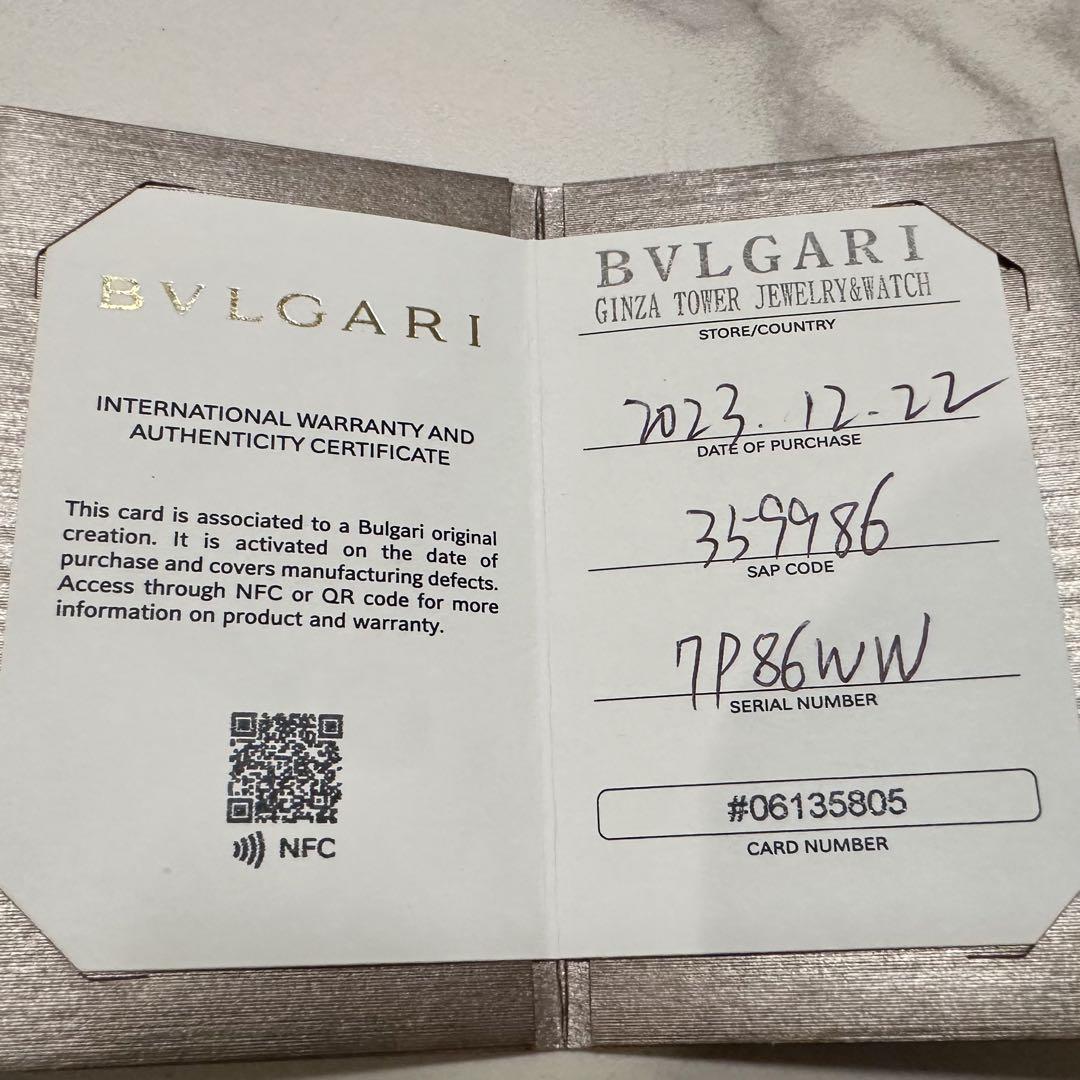 BVLGARI
INTERNATIONAL WARRANTY AND
AUTHENTICITY CERTIFICATE
This card is associated to a Bulgari original
creation. It is activated on the date of
purchase and covers manufacturing defects.
Access through NFC or QR code for more
information on product and warranty.
NFC
BVLGARI
GINZA TOWER JEWELRY&WATCH
STORE/COUNTRY
2023.12-22
DATE OF PURCHASE
359986
SAP CODE
7P86WW
SERIAL NUMBER
#06135805
CARD NUMBER